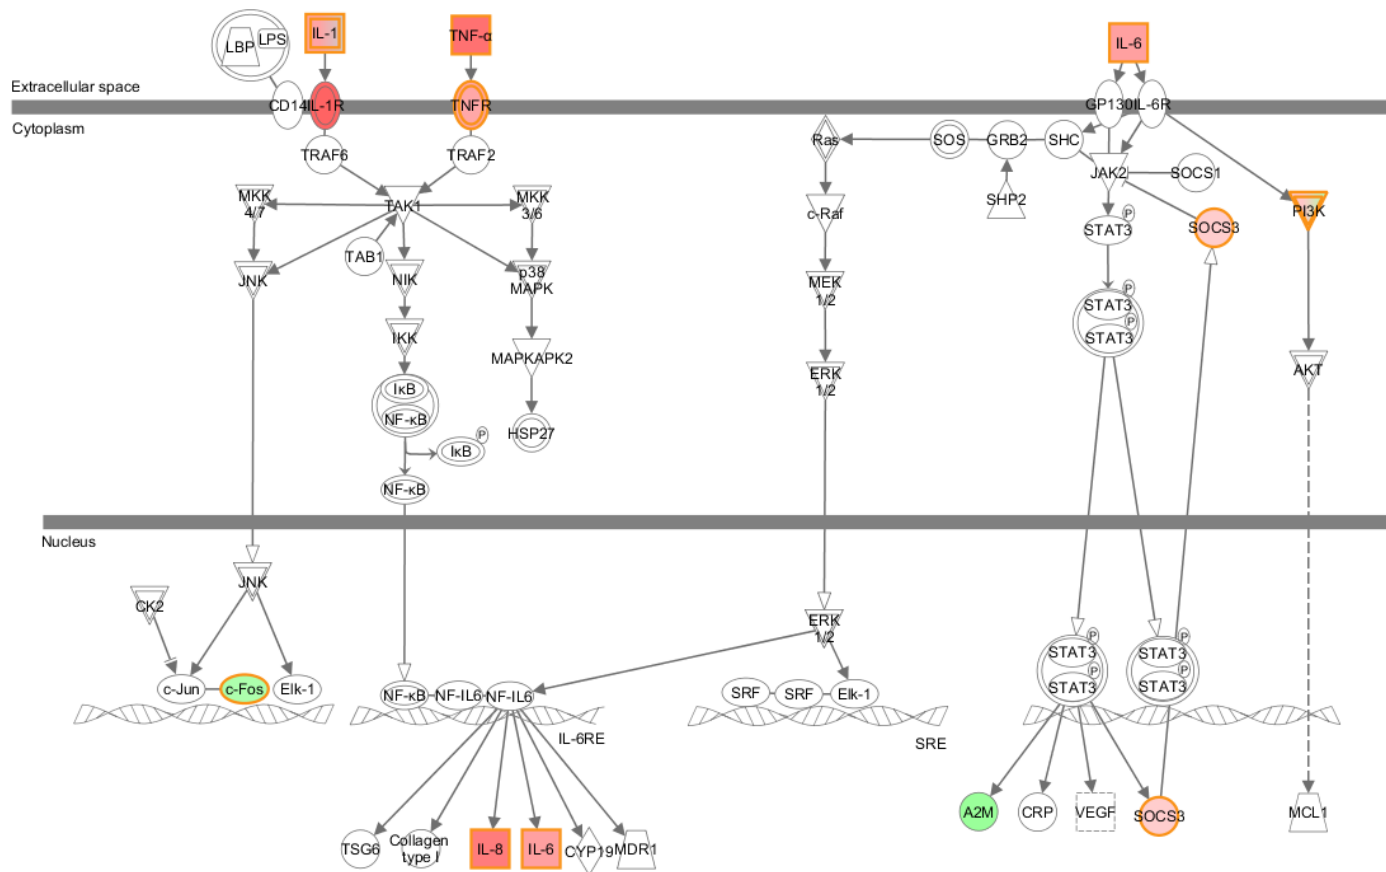 LBP
LPS
IL-1
TNF-α
IL-6
Extracellular space
CD14
IL-1R
TNFR
GP130
IL-6R
Cytoplasm
TRAF6
TRAF2
Ras
SOS
GRB2
SHC
JAK2
SOCS1
MKK
4/7
TAK1
MKK
3/6
c-Raf
SHP2
P
STAT3
SOCS3
PI3K
TAB1
JNK
NIK
p38
MAPK
MEK
1/2
P
STAT3
P
STAT3
IKK
MAPKAPK2
ERK
1/2
AKT
IκB
NF-κB
HSP27
P
IκB
NF-κB
Nucleus
CK2
JNK
ERK
1/2
P
STAT3
P
STAT3
P
STAT3
P
STAT3
c-Jun
c-Fos
Elk-1
NF-κB
NF-IL6
NF-IL6
SRF
SRF
Elk-1
IL-6RE
SRE
A2M
CRP
VEGF
SOCS3
MCL1
TSG6
Collagen
type I
IL-8
IL-6
CYP19
MDR1